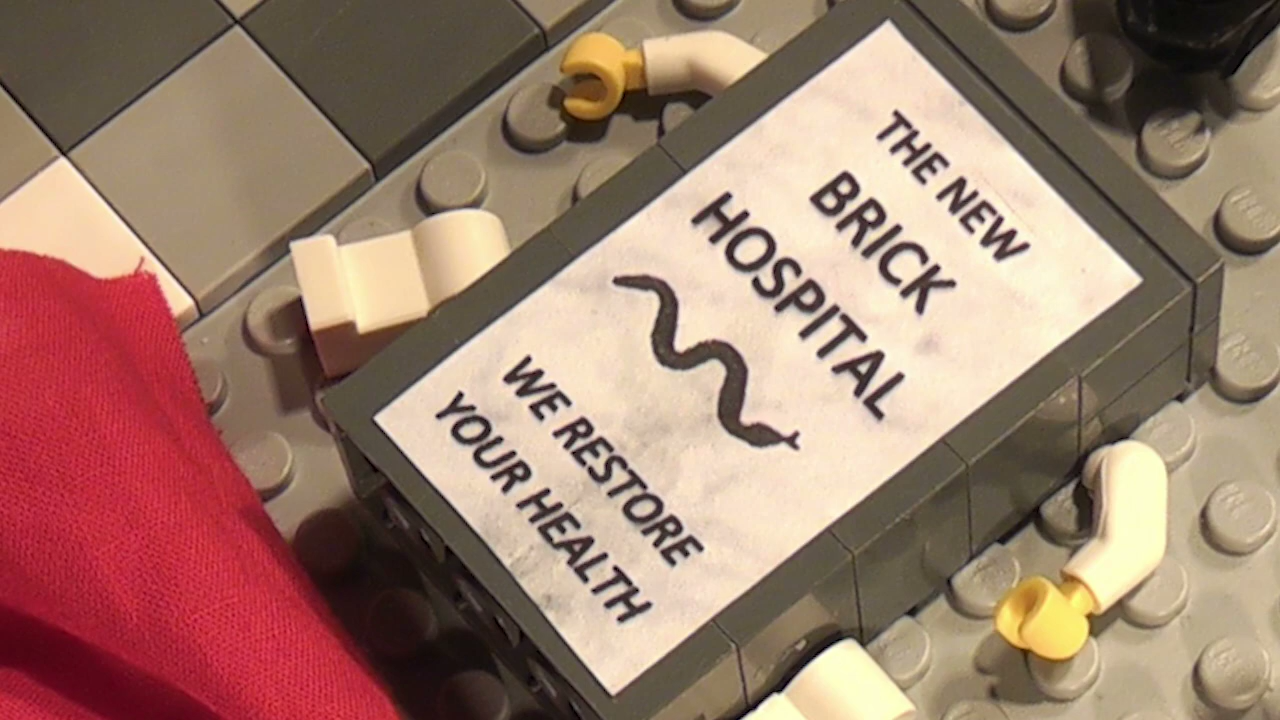 THE NEW
BRICK
HOSPITAL
WE RESTORE
YOUR HEALTH